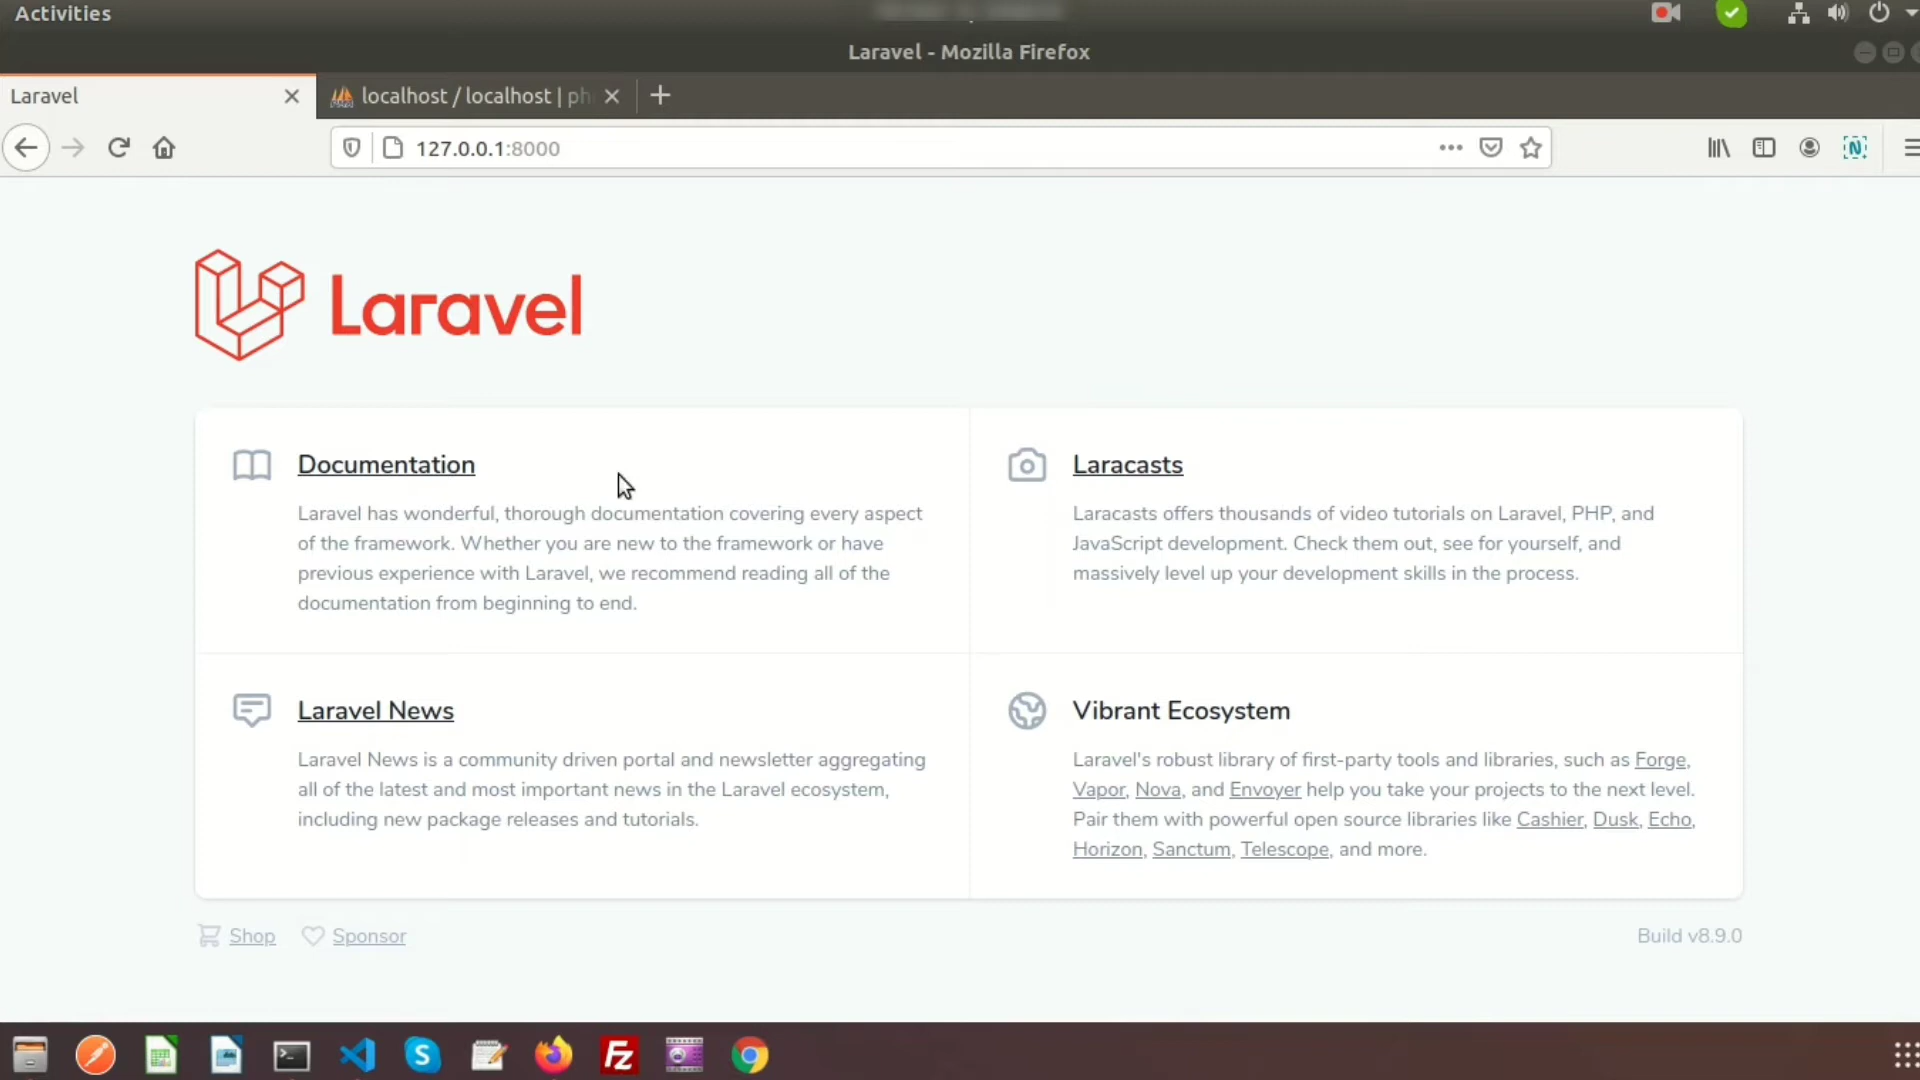 Activities
Laravel - Mozilla Firefox
Laravel
localhost / localhost | ph
127.0.0.1:8000
Laravel
Documentation
Laravel has wonderful, thorough documentation covering every aspect
of the framework. Whether you are new to the framework or have
previous experience with Laravel, we recommend reading all of the
documentation from beginning to end.
Laracasts
Laracasts offers thousands of video tutorials on Laravel, PHP, and
JavaScript development. Check them out, see for yourself, and
massively level up your development skills in the process.
Laravel News
Laravel News is a community driven portal and newsletter aggregating
all of the latest and most important news in the Laravel ecosystem,
including new package releases and tutorials.
Vibrant Ecosystem
Laravel's robust library of first-party tools and libraries, such as Forge,
Vapor, Nova, and Envoyer help you take your projects to the next level.
Pair them with powerful open source libraries like Cashier, Dusk, Echo,
Horizon, Sanctum, Telescope, and more.
Shop
Sponsor
Build v8.9.0